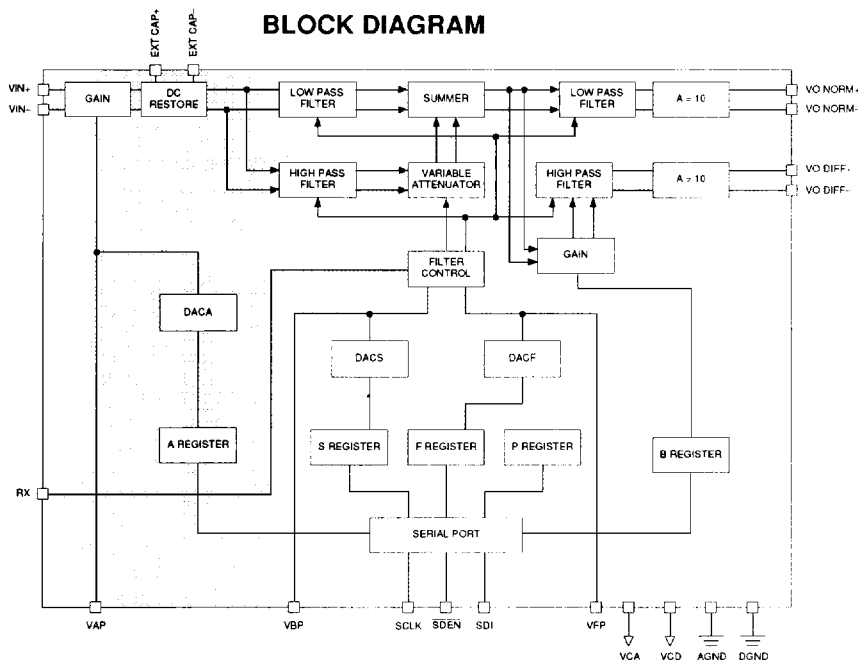 BLOCK DIAGRAM
EXT CAP+
EXT CAP–
VIN+
VIN–
GAIN
DC
RESTORE
LOW PASS
FILTER
SUMMER
LOW PASS
FILTER
A = 10
VO NORM+
VO NORM-
HIGH PASS
FILTER
VARIABLE
ATTENUATOR
HIGH PASS
FILTER
A = 10
VO DIFF+
VO DIFF–
FILTER
CONTROL
GAIN
DACA
DACS
DACF
A REGISTER
S REGISTER
F REGISTER
P REGISTER
B REGISTER
RX
SERIAL PORT
VAP
VBP
SCLK
SDEN
SDI
VFP
VCA
VCD
AGND
DGND